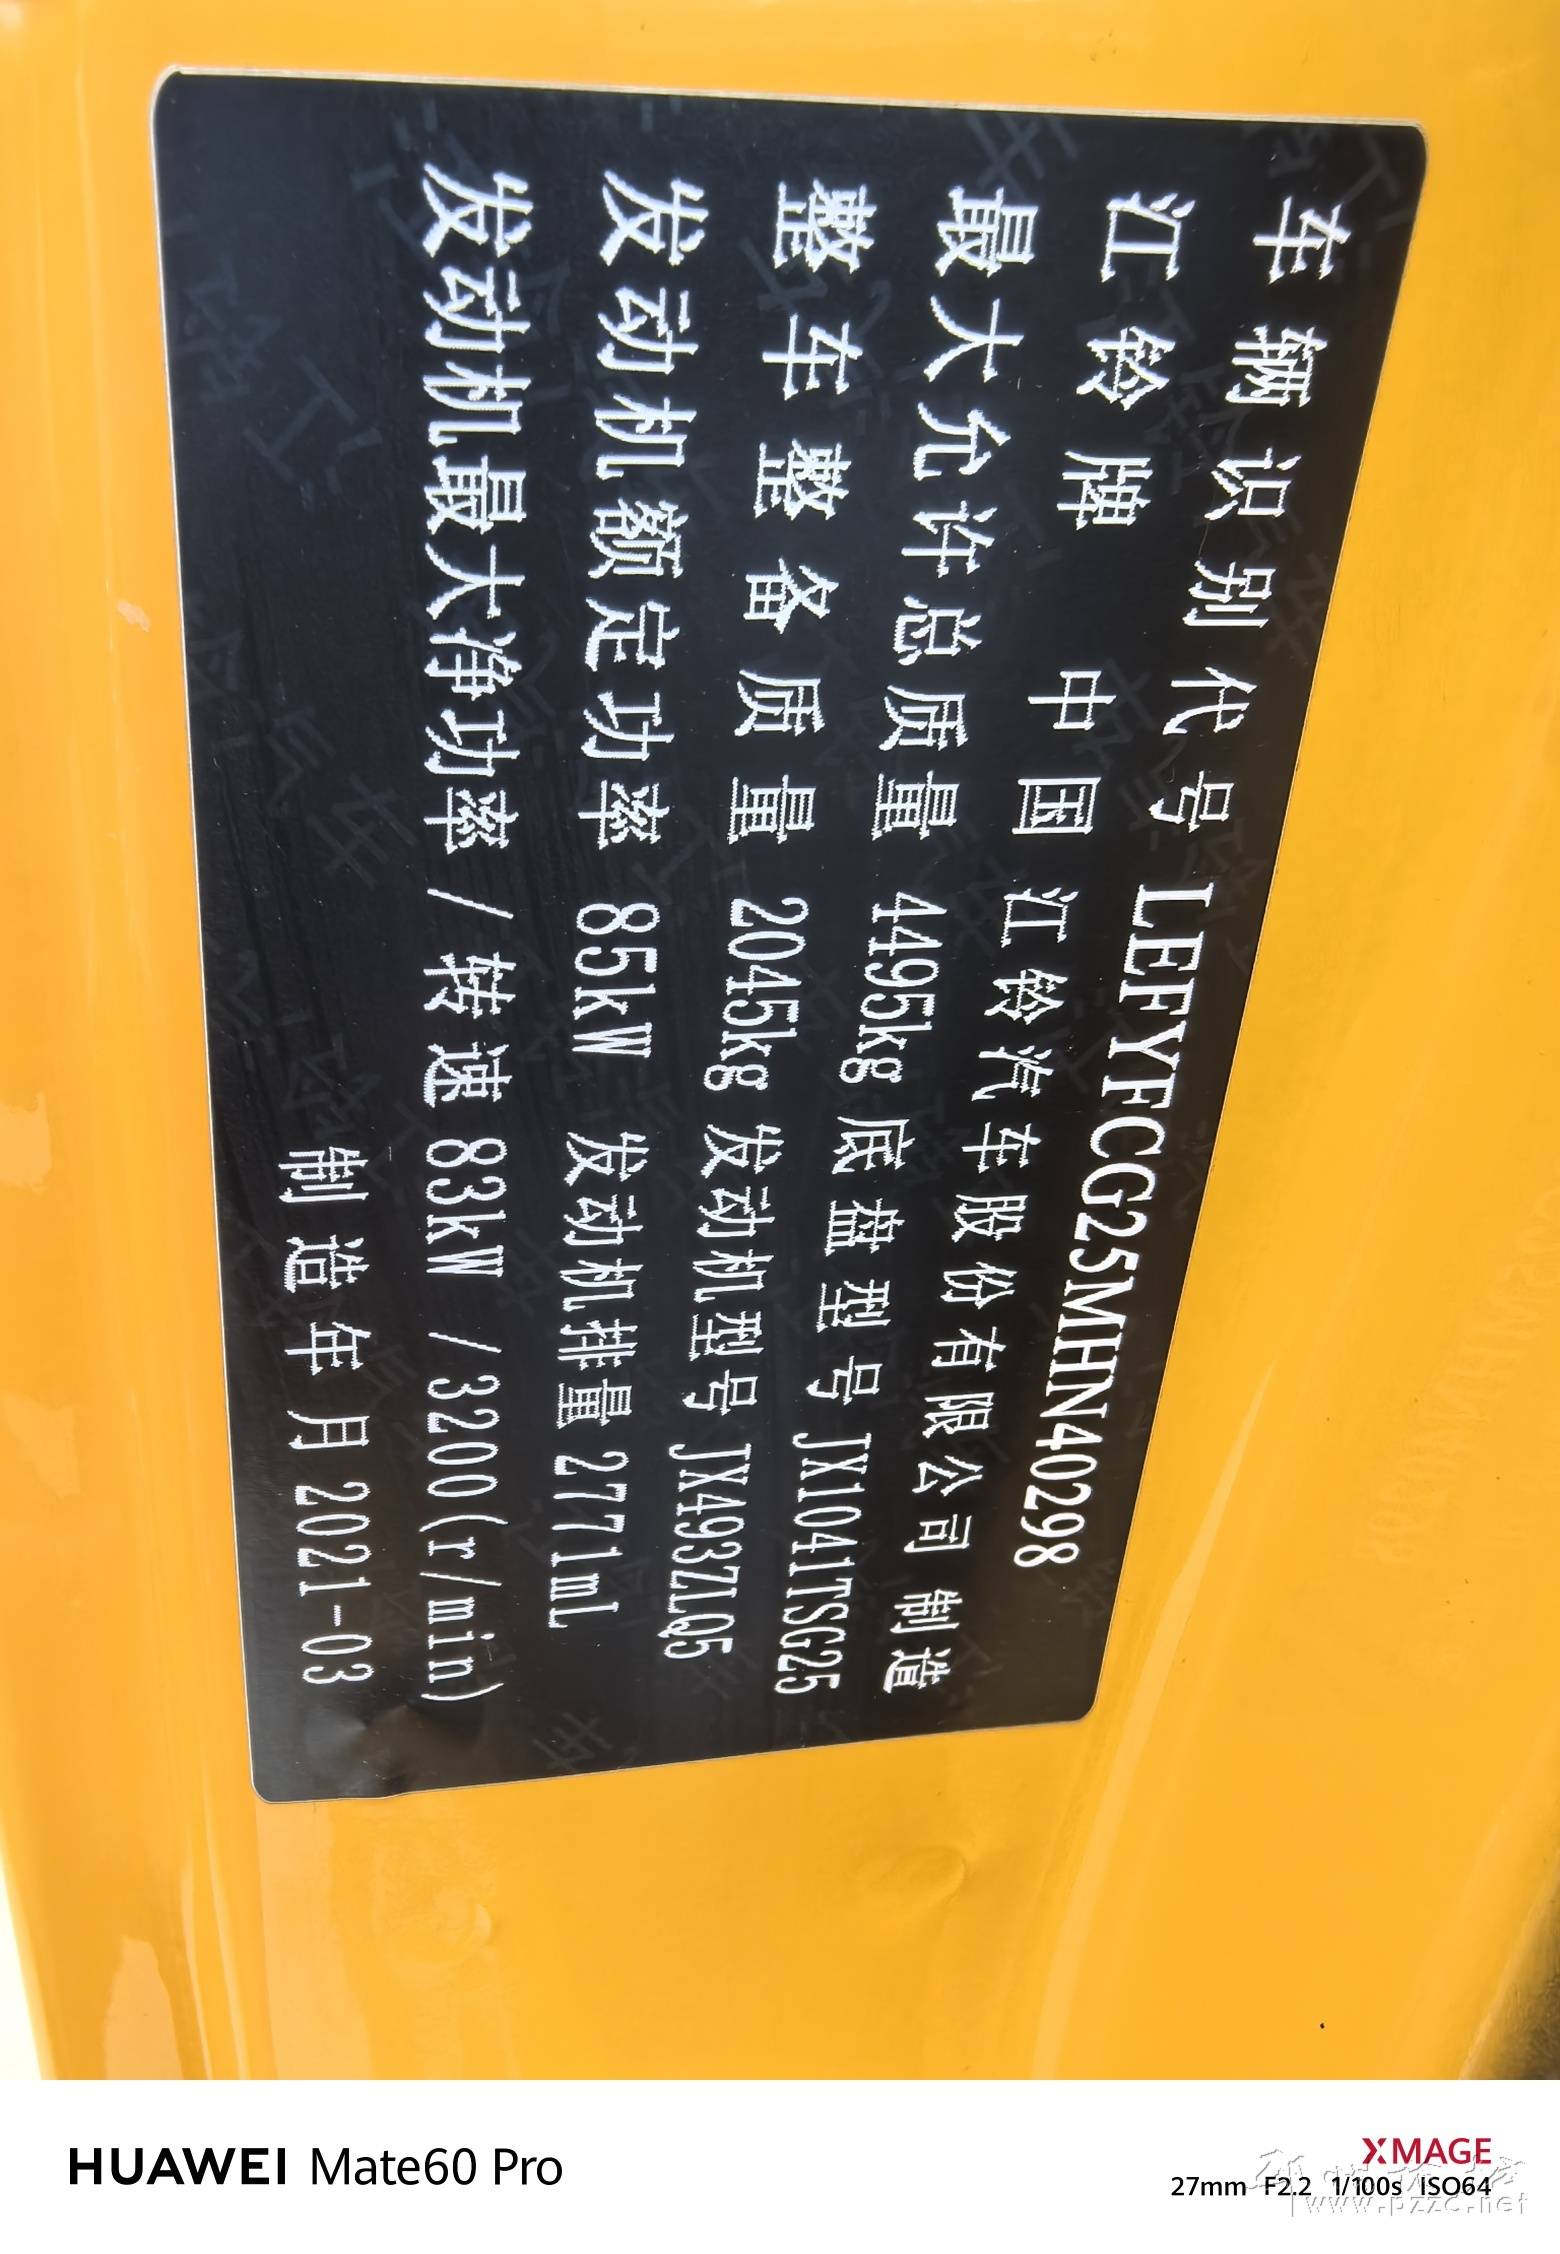 车辆识别代号 LEFYFCG25MHN40298
江铃牌 中国江铃汽车股份有限公司 制造
最大允许总质量 4495kg 底盘型号 JX1041TSG25
整车整备质量 2045kg 发动机型号 JX493ZLQ5
发动机额定功率 85kW 发动机排量 2771mL
发动机最大净功率/转速 83kW /3200(r/min)
制造年月 2021-03
HUAWEI Mate60 Pro
XMAGE
27mm F2.2 1/100s ISO64
www.pzzc.net